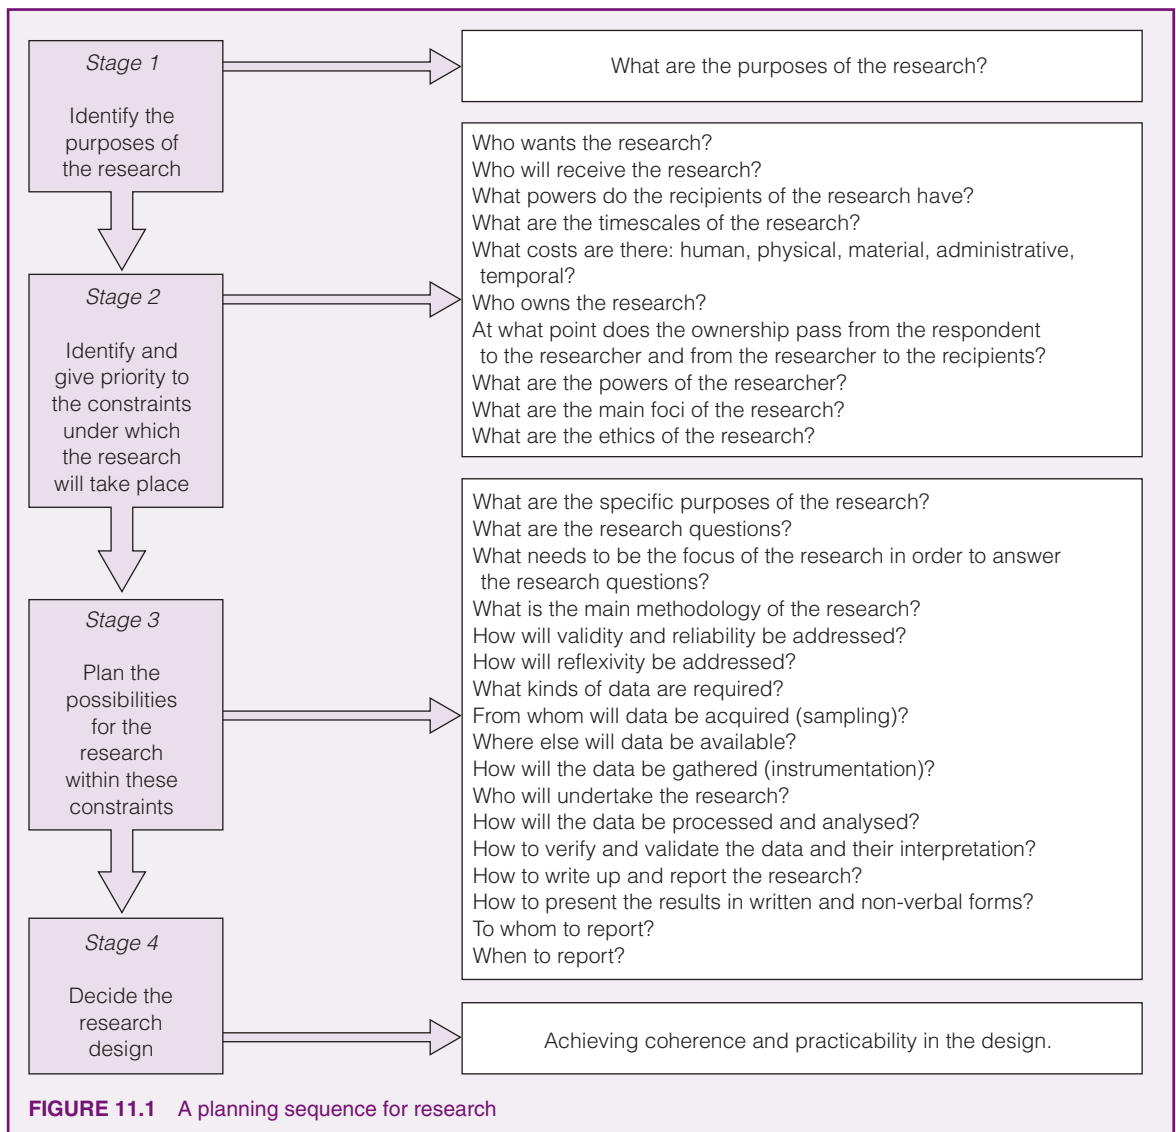 Stage 1
Identify the
purposes of
the research
What are the purposes of the research?
Stage 2
Identify and
give priority to
the constraints
under which
the research
will take place
Who wants the research?
Who will receive the research?
What powers do the recipients of the research have?
What are the timescales of the research?
What costs are there: human, physical, material, administrative,
temporal?
Who owns the research?
At what point does the ownership pass from the respondent
to the researcher and from the researcher to the recipients?
What are the powers of the researcher?
What are the main foci of the research?
What are the ethics of the research?
Stage 3
Plan the
possibilities
for the
research
within these
constraints
What are the specific purposes of the research?
What are the research questions?
What needs to be the focus of the research in order to answer
the research questions?
What is the main methodology of the research?
How will validity and reliability be addressed?
How will reflexivity be addressed?
What kinds of data are required?
From whom will data be acquired (sampling)?
Where else will data be available?
How will the data be gathered (instrumentation)?
Who will undertake the research?
How will the data be processed and analysed?
How to verify and validate the data and their interpretation?
How to write up and report the research?
How to present the results in written and non-verbal forms?
To whom to report?
When to report?
Stage 4
Decide the
research
design
Achieving coherence and practicability in the design.
FIGURE 11.1 A planning sequence for research